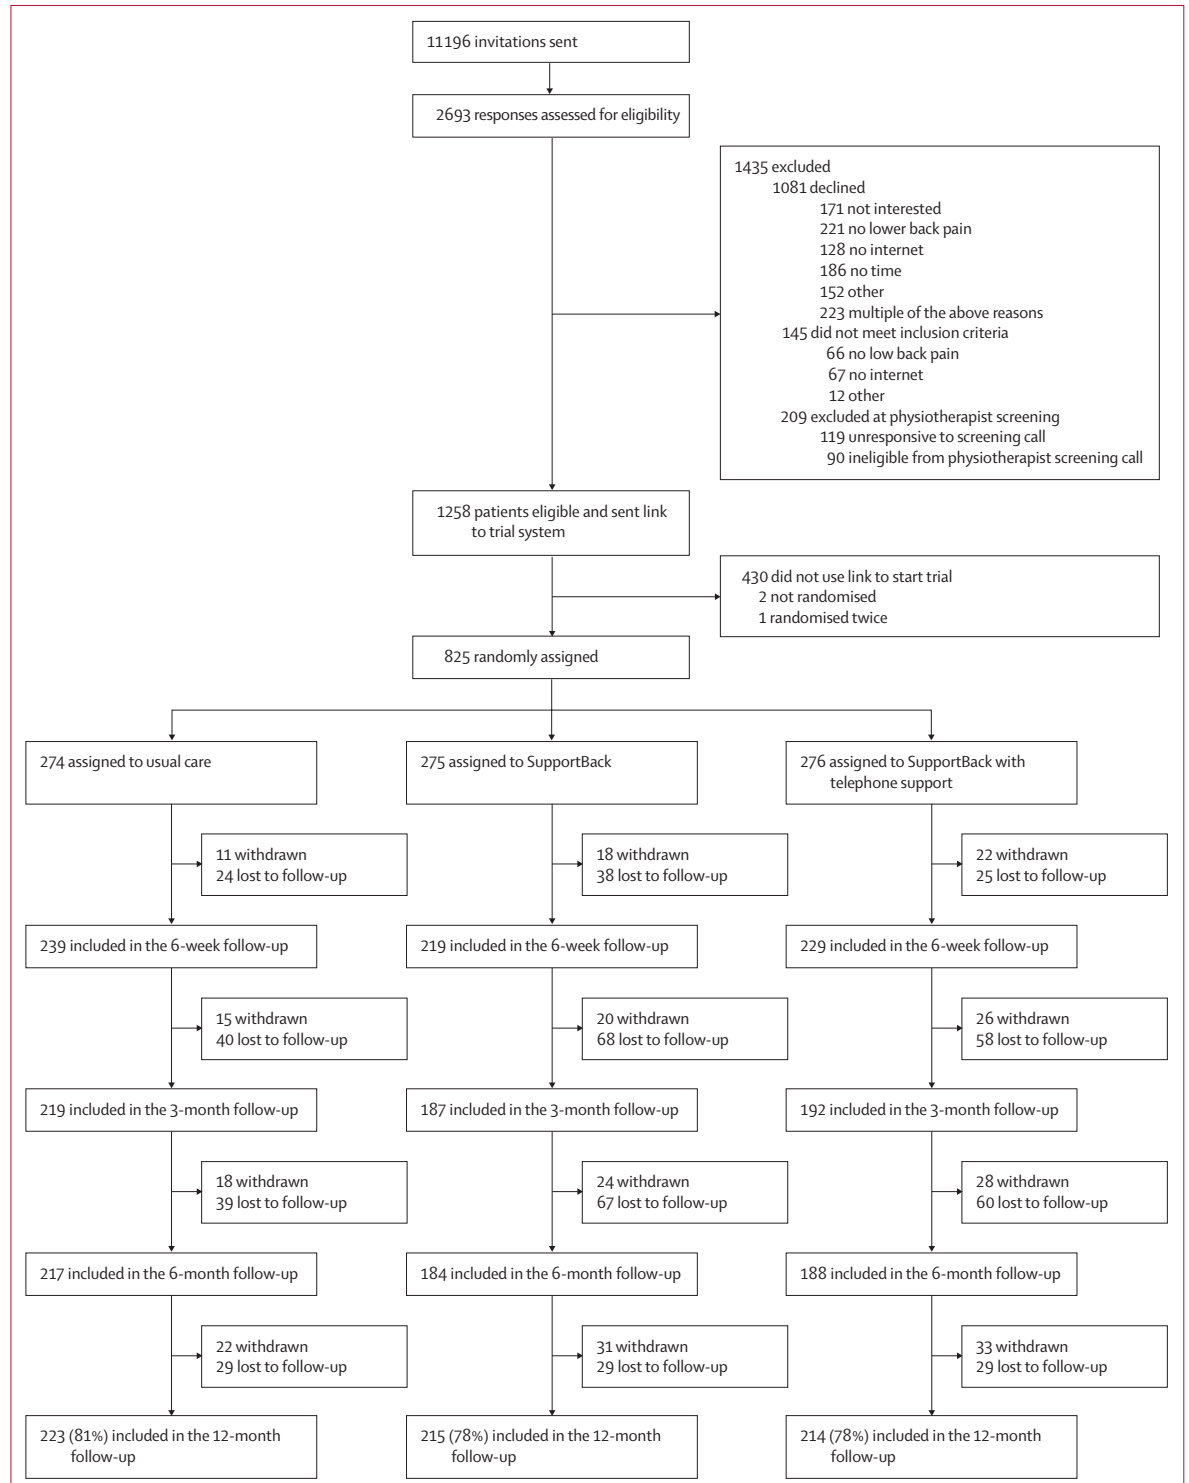 11196 invitations sent
2693 responses assessed for eligibility
1435 excluded
1081 declined
171 not interested
221 no lower back pain
128 no internet
186 no time
152 other
223 multiple of the above reasons
145 did not meet inclusion criteria
66 no low back pain
67 no internet
12 other
209 excluded at physiotherapist screening
119 unresponsive to screening call
90 ineligible from physiotherapist screening call
1258 patients eligible and sent link
to trial system
430 did not use link to start trial
2 not randomised
1 randomised twice
825 randomly assigned
274 assigned to usual care
275 assigned to SupportBack
276 assigned to SupportBack with
telephone support
11 withdrawn
24 lost to follow-up
18 withdrawn
38 lost to follow-up
22 withdrawn
25 lost to follow-up
239 included in the 6-week follow-up
219 included in the 6-week follow-up
229 included in the 6-week follow-up
15 withdrawn
40 lost to follow-up
20 withdrawn
68 lost to follow-up
26 withdrawn
58 lost to follow-up
219 included in the 3-month follow-up
187 included in the 3-month follow-up
192 included in the 3-month follow-up
18 withdrawn
39 lost to follow-up
24 withdrawn
67 lost to follow-up
28 withdrawn
60 lost to follow-up
217 included in the 6-month follow-up
184 included in the 6-month follow-up
188 included in the 6-month follow-up
22 withdrawn
29 lost to follow-up
31 withdrawn
29 lost to follow-up
33 withdrawn
29 lost to follow-up
223 (81%) included in the 12-month
follow-up
215 (78%) included in the 12-month
follow-up
214 (78%) included in the 12-month
follow-up